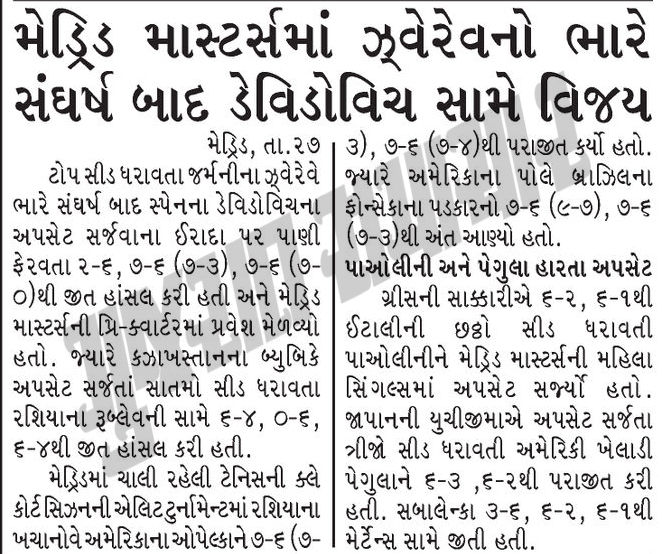 મેડ્રિડ માસ્ટર્સમાં ઝ્વેરેવનો ભારે
સંઘર્ષ બાદ ડેવિડોવિચ સામે વિજય
મેડ્રિડ, તા.૨૭
ટોપ સીડ ધરાવતા જર્મનીના ઝ્વેરેવે
ભારે સંઘર્ષ બાદ સ્પેનના ડેવિડોવિચના
અપસેટ સર્જવાના ઈરાદા પર પાણી
ફેરવતા ૨-૬, ૭-૬ (૭-૩), ૭-૬ (૭-
૦)થી જીત હાંસલ કરી હતી અને મેડ્રિડ
માસ્ટર્સની પ્રિ-ક્વાર્ટરમાં પ્રવેશ મેળવ્યો
હતો. જ્યારે કઝાખસ્તાનના બ્યુબિકે
અપસેટ સર્જતાં સાતમો સીડ ધરાવતા
રશિયાના રૂબ્લેવની સામે ૬-૪, ૦-૬,
૬-૪થી જીત હાંસલ કરી હતી.
મેડ્રિડમાં ચાલી રહેલી ટેનિસની ક્લે
કોર્ટ સિઝનની એલિટ ટુર્નામેન્ટમાં રશિયાના
ખચાનોવે અમેરિકાના ઓપેલ્કાને ૭-૬ (૭-
૩), ૭-૬ (૭-૪)થી પરાજીત કર્યો હતો.
જ્યારે અમેરિકાના પોલે બ્રાઝિલના
ફોન્સેકાના પડકારનો ૭-૬ (૯-૭), ૭-૬
(૭-૩)થી અંત આણ્યો હતો.
પાઓલીની અને પેગુલા હારતા અપસેટ
ગ્રીસની સાક્કારીએ ૬-૨, ૬-૧થી
ઈટાલીની છઠ્ઠો સીડ ધરાવતી
પાઓલીનીને મેડ્રિડ માસ્ટર્સની મહિલા
સિંગલ્સમાં અપસેટ સર્જ્યો હતો.
જાપાનની યુચીજીમાએ અપસેટ સર્જતા
ત્રીજો સીડ ધરાવતી અમેરિકી ખેલાડી
પેગુલાને ૬-૩ ,૬-૨થી પરાજીત કરી
હતી. સબાલેન્કા ૩-૬, ૬-૨, ૬-૧થી
મેર્ટેન્સ સામે જીતી હતી.
ગુજરાત સમાચાર